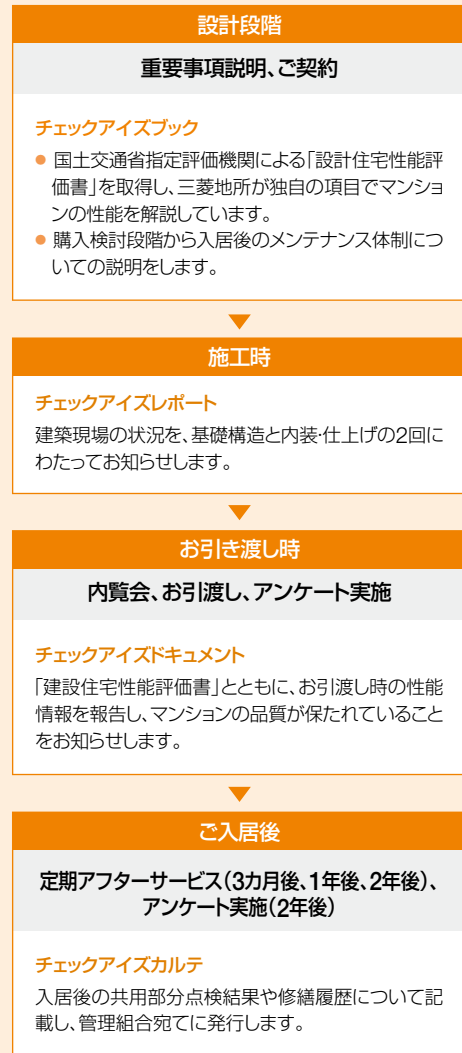 設計段階
重要事項説明、ご契約
チェックアイズブック
● 国土交通省指定評価機関による「設計住宅性能評
価書」を取得し、三菱地所が独自の項目でマンショ
ンの性能を解説しています。
● 購入検討段階から入居後のメンテナンス体制につ
いての説明をします。
▼
施工時
チェックアイズレポート
建築現場の状況を、基礎構造と内装·仕上げの2回に
わたってお知らせします。
▼
お引き渡し時
内覧会、お引渡し、アンケート実施
チェックアイズドキュメント
「建設住宅性能評価書」とともに、お引渡し時の性能
情報を報告し、マンションの品質が保たれていること
をお知らせします。
▼
ご入居後
定期アフターサービス（3カ月後、1年後、2年後）、
アンケート実施（2年後）
チェックアイズカルテ
入居後の共用部分点検結果や修繕履歴について記
載し、管理組合宛てに発行します。